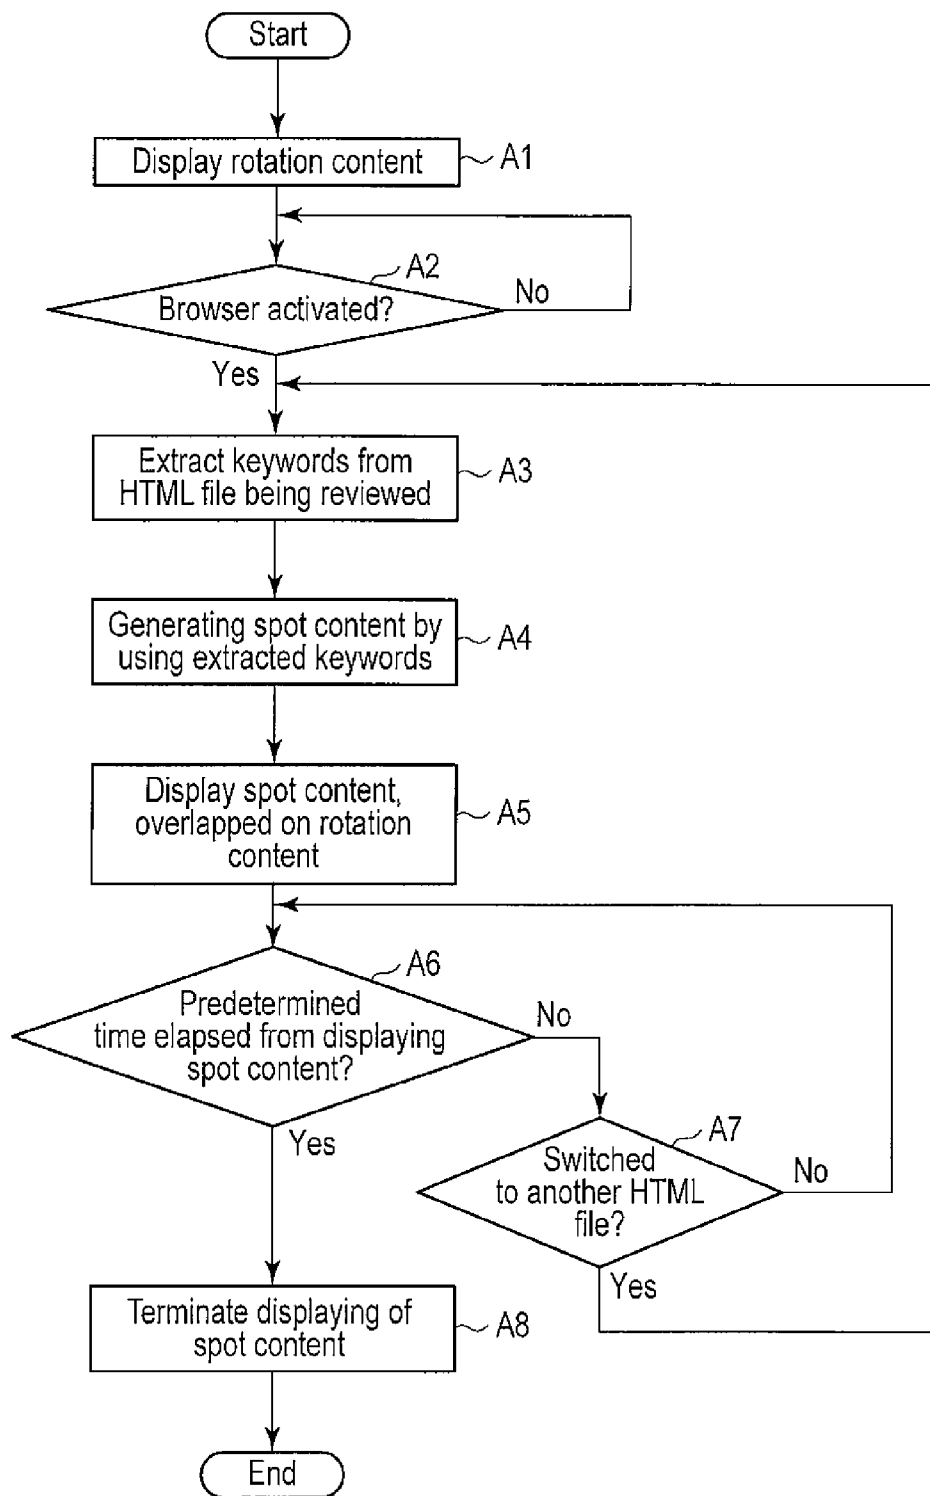 Start
Display rotation content
A1
A2
Browser activated?
No
Yes
Extract keywords from
HTML file being reviewed
A3
Generating spot content by
using extracted keywords
A4
Display spot content,
overlapped on rotation
content
A5
A6
Predetermined
time elapsed from displaying
spot content?
No
Yes
A7
Switched
to another HTML
file?
No
Yes
Terminate displaying of
spot content
A8
End